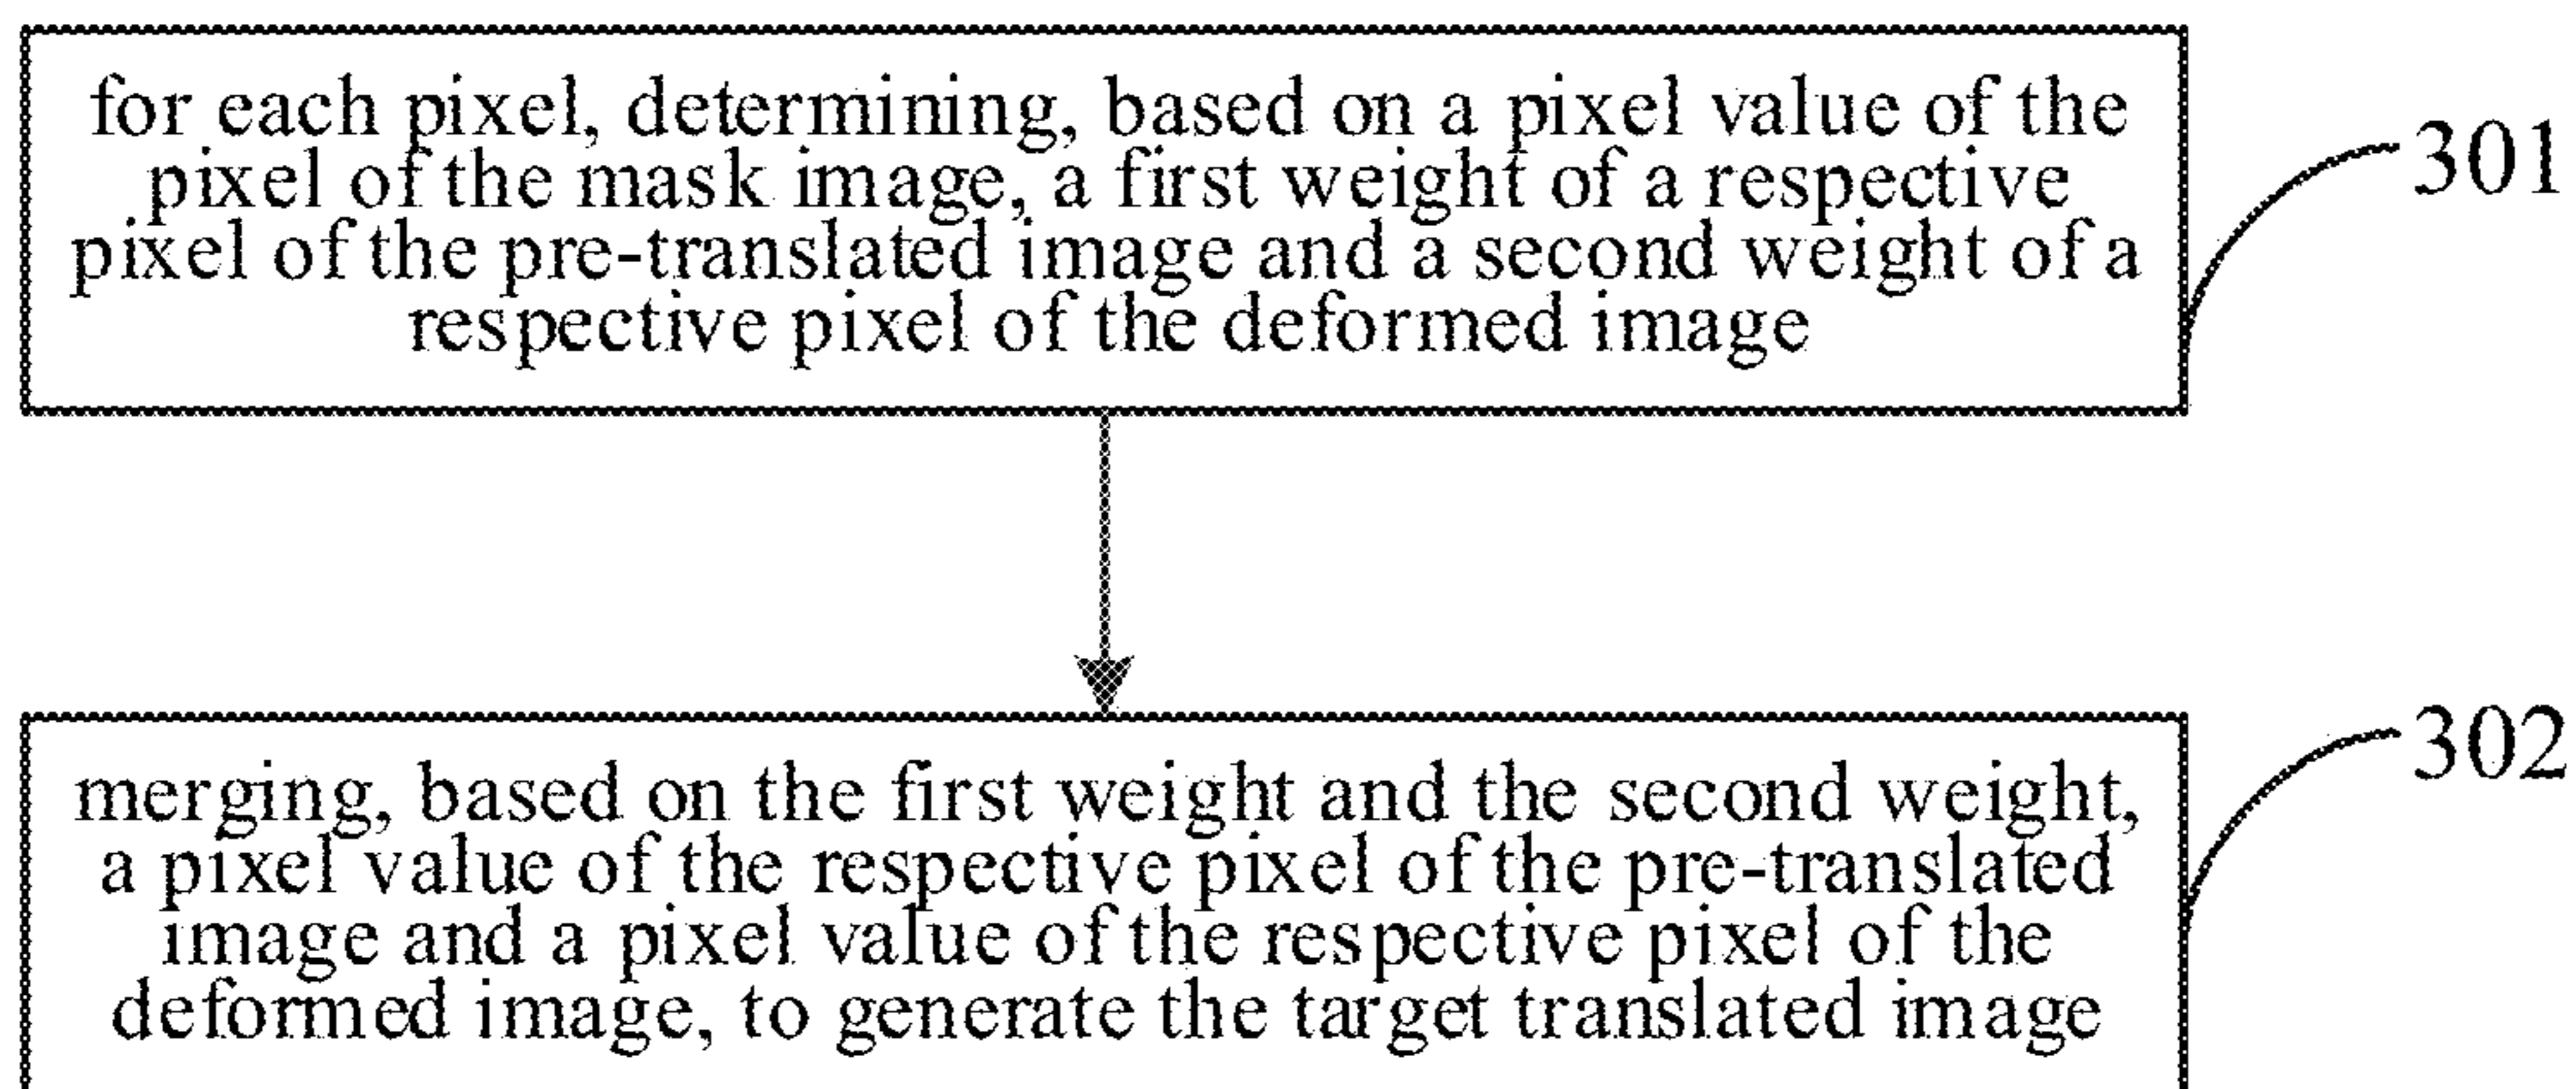 for each pixel, determining, based on a pixel value of the
pixel of the mask image, a first weight of a respective
pixel of the pre-translated image and a second weight of a
respective pixel of the deformed image
301
merging, based on the first weight and the second weight,
a pixel value of the respective pixel of the pre-translated
image and a pixel value of the respective pixel of the
deformed image, to generate the target translated image
302